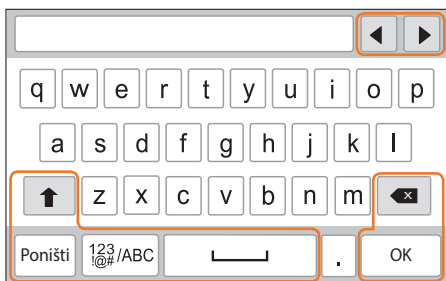 q w e r t y u i o p
a s d f g h j k l
z x c v b n m
Poništi 123 !@# /ABC . OK